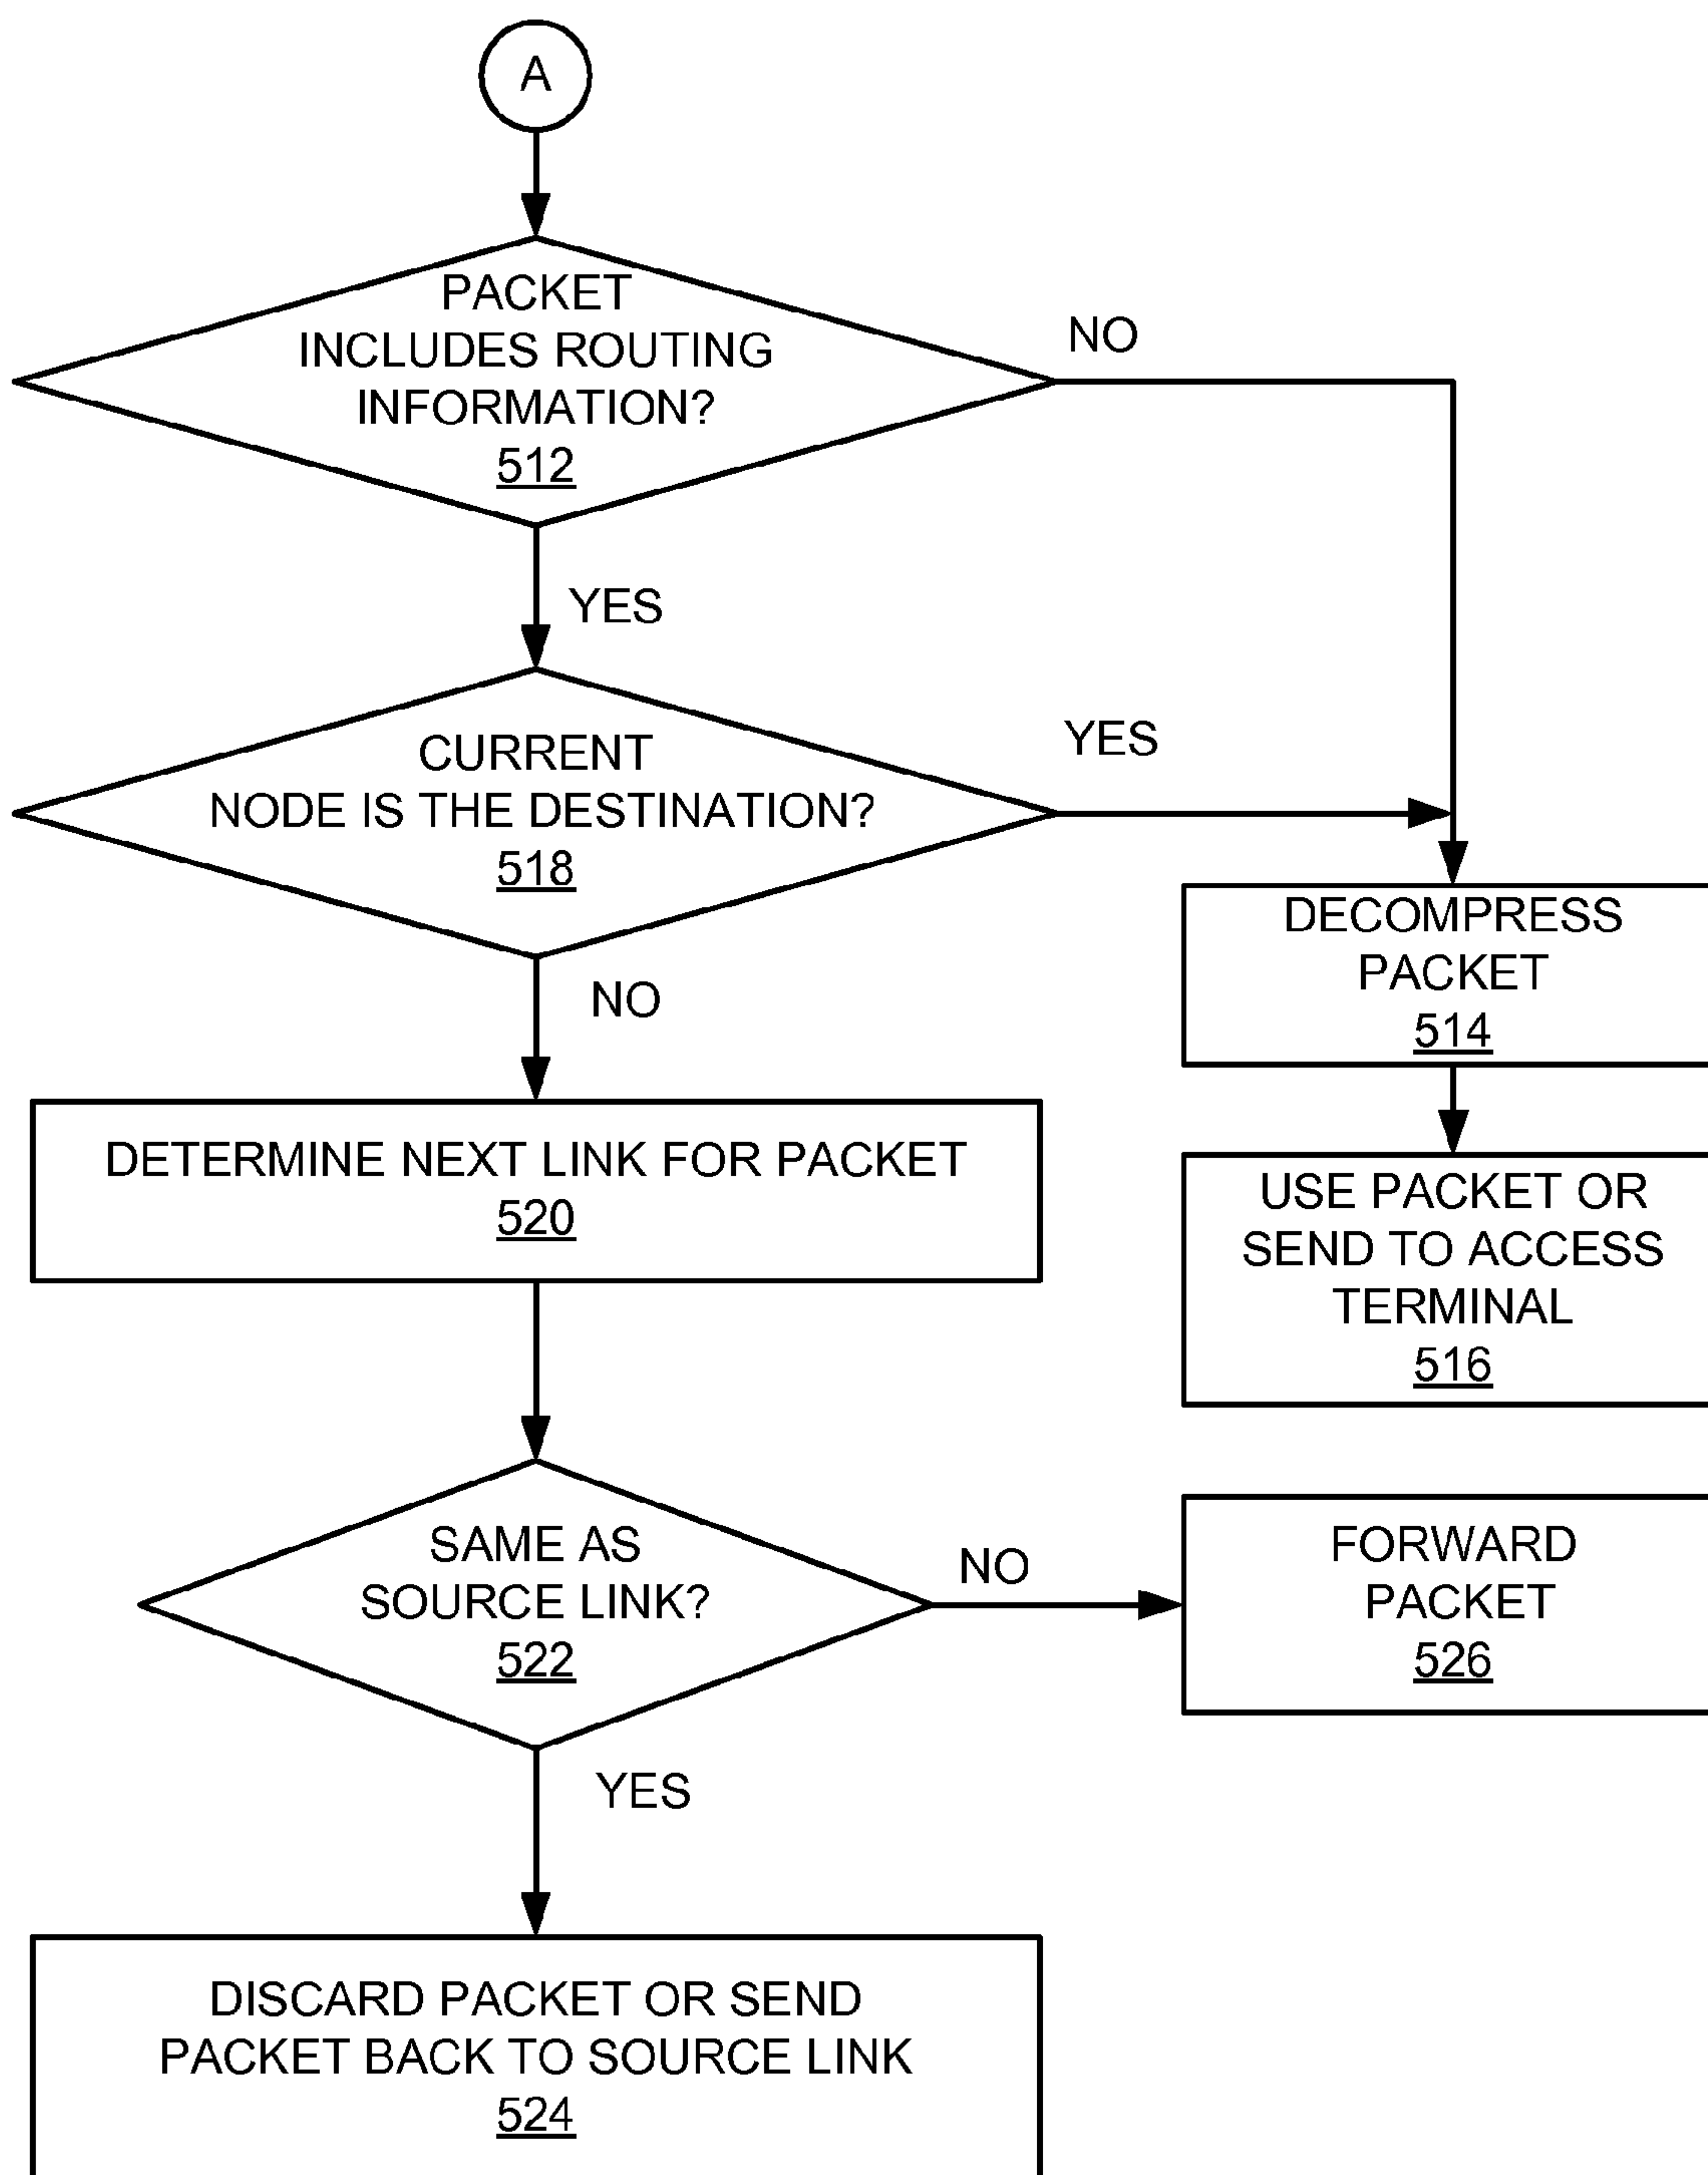 A
PACKET
INCLUDES ROUTING
INFORMATION?
512
NO
YES
CURRENT
NODE IS THE DESTINATION?
518
YES
NO
DECOMPRESS
PACKET
514
DETERMINE NEXT LINK FOR PACKET
520
USE PACKET OR
SEND TO ACCESS
TERMINAL
516
SAME AS
SOURCE LINK?
522
NO
FORWARD
PACKET
526
YES
DISCARD PACKET OR SEND
PACKET BACK TO SOURCE LINK
524